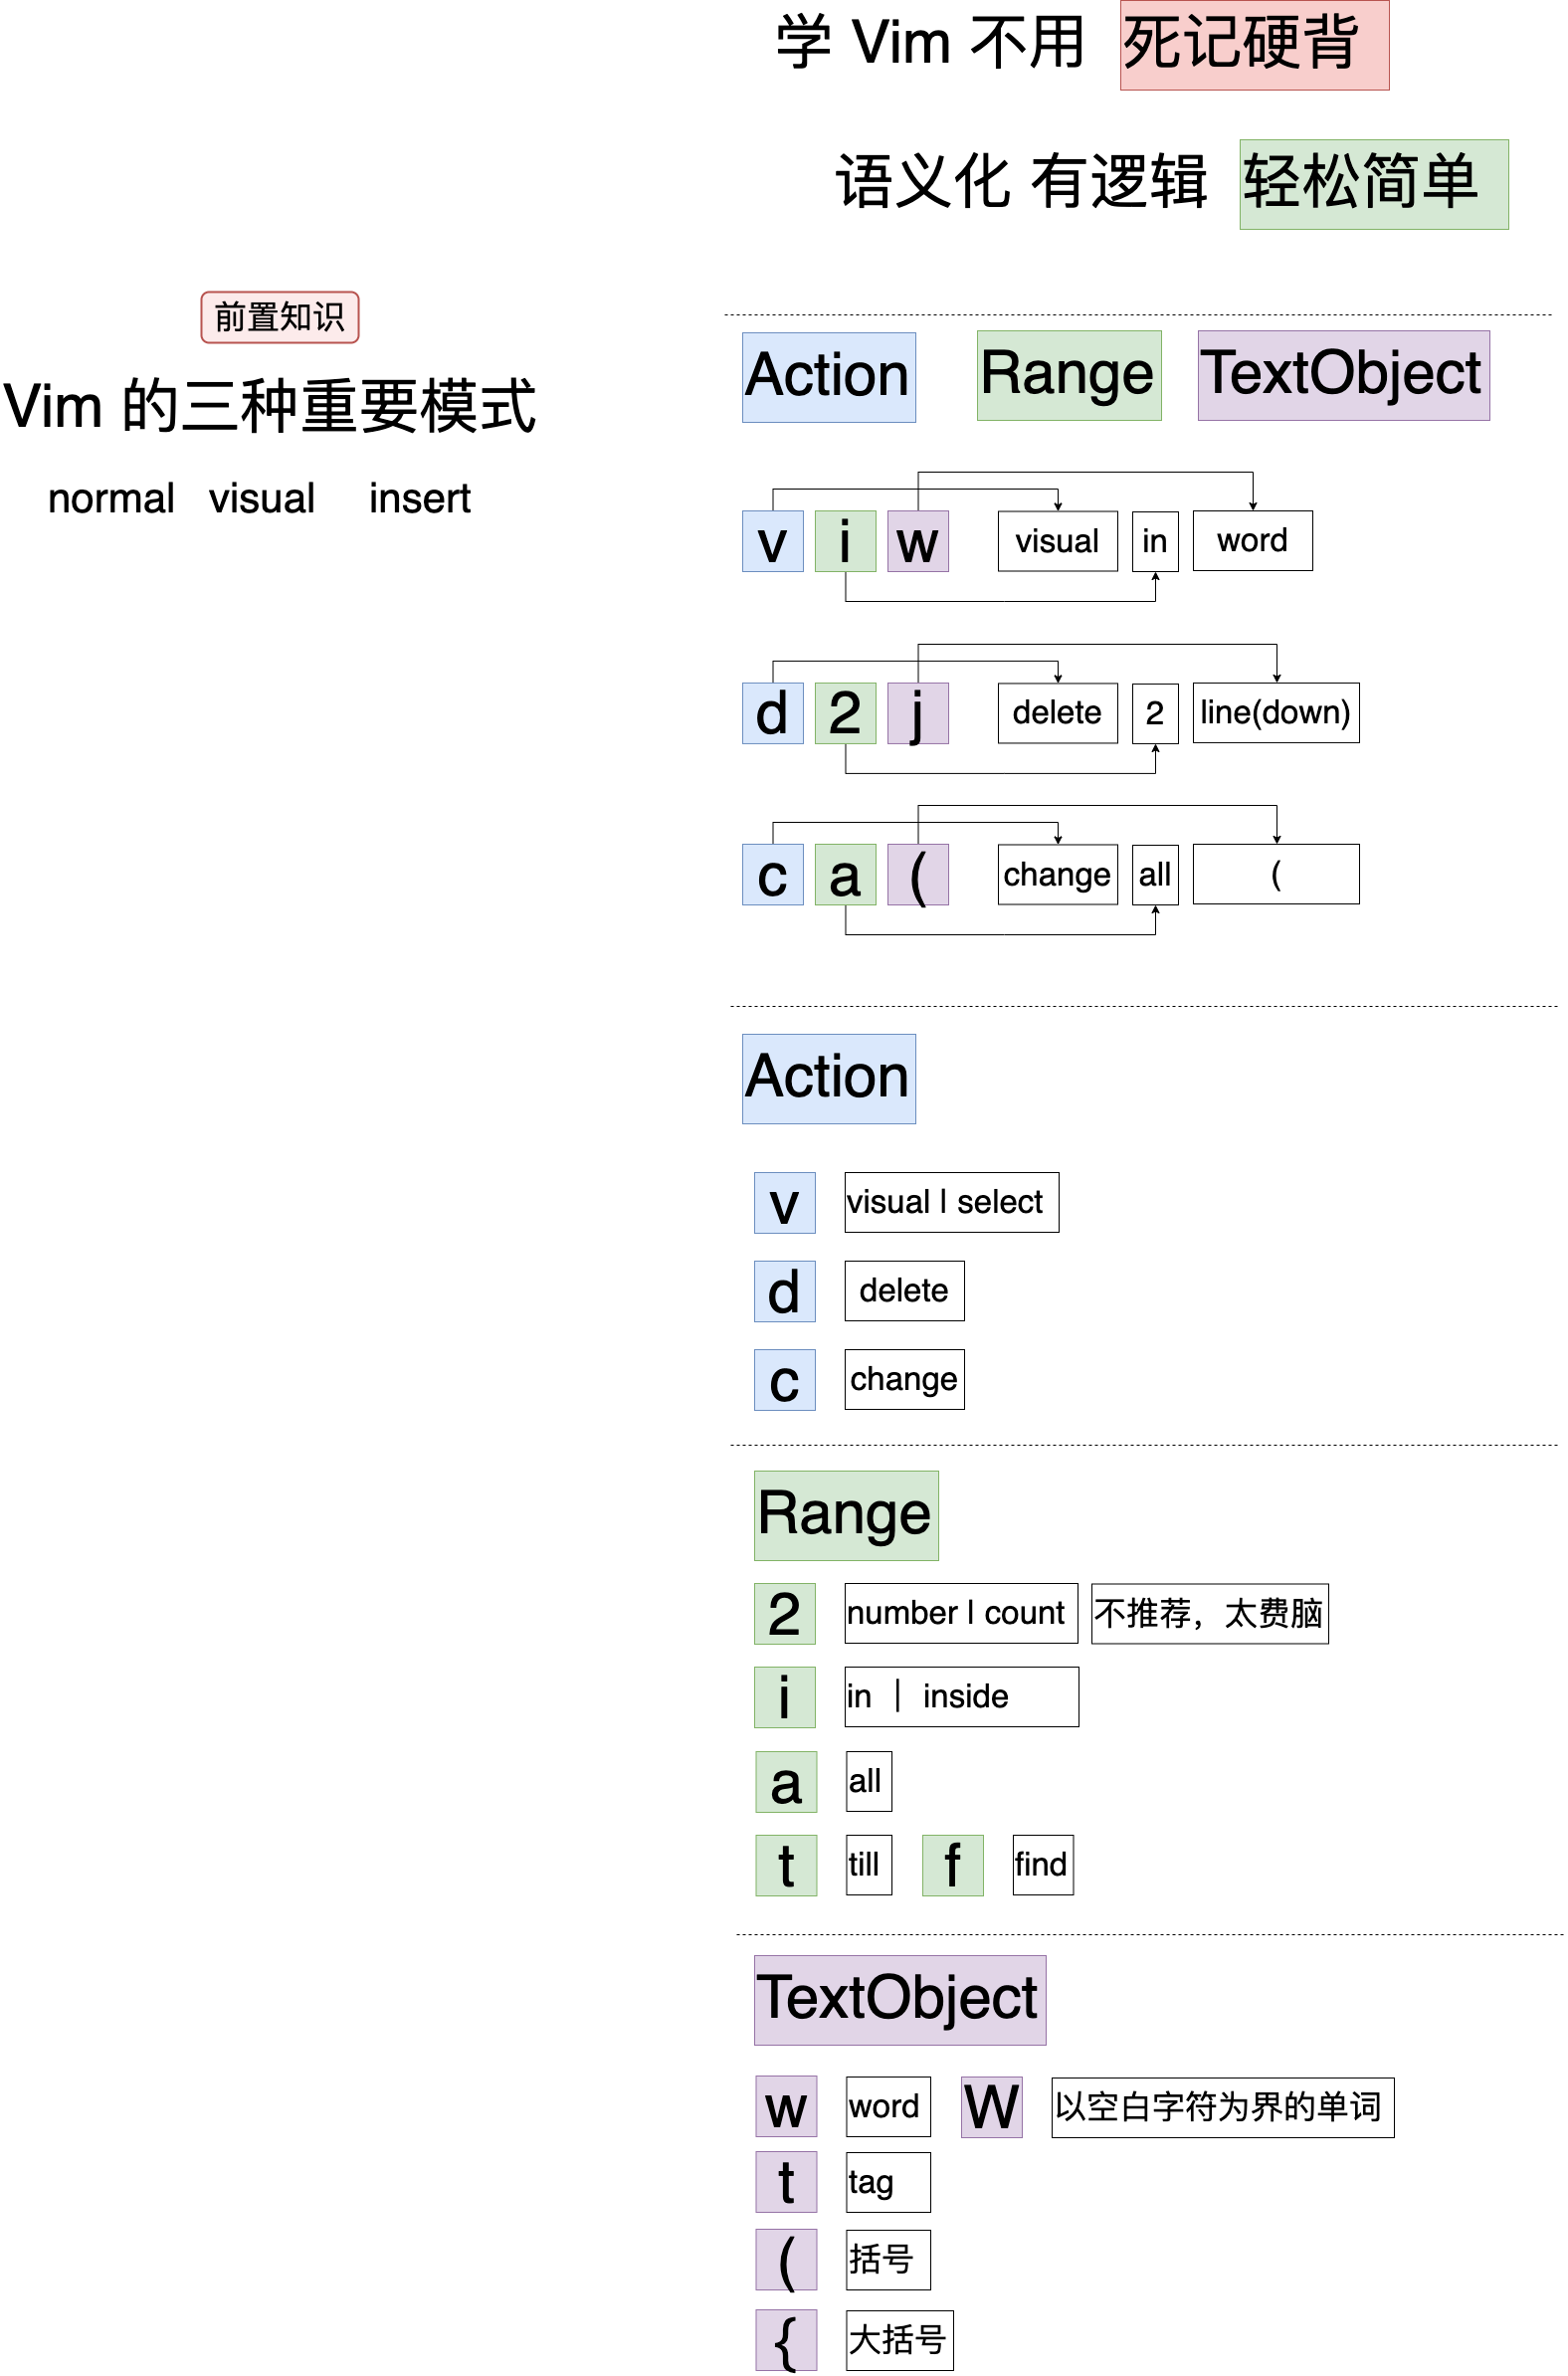 学 Vim 不用 死记硬背
语义化 有逻辑 轻松简单
前置知识
Vim 的三种重要模式
normal visual insert
Action Range TextObject
v i w visual in word
d 2 j delete 2 line(down)
c a ( change all (
Action
v visual | select
d delete
c change
Range
2 number | count 不推荐，太费脑
i in ｜ inside
a all
t till f find
TextObject
w word W 以空白字符为界的单词
t tag
( 括号
{ 大括号